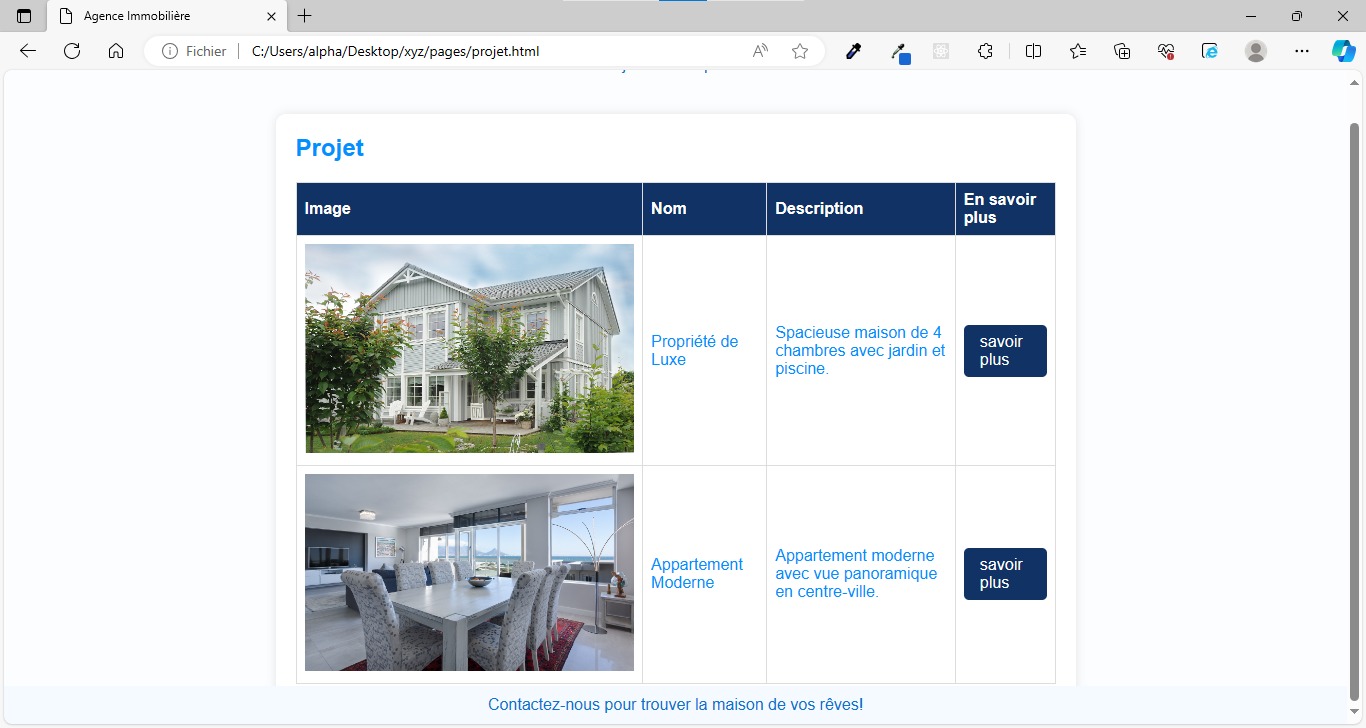 Agence Immobilière
Fichier
C:/Users/alpha/Desktop/xyz/pages/projet.html
Projet
Image
Nom
Description
En savoir
plus
Propriété de
Luxe
Spacieuse maison de 4
chambres avec jardin et
piscine.
savoir
plus
Appartement
Moderne
Appartement moderne
avec vue panoramique
en centre-ville.
savoir
plus
Contactez-nous pour trouver la maison de vos rêves!